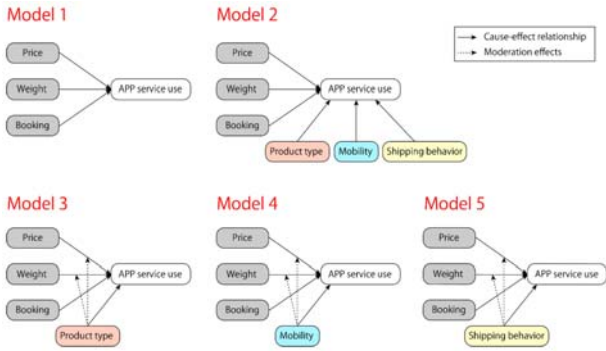 Model 1
Price
Weight
Booking
APP service use
Model 2
Price
Weight
Booking
APP service use
Product type
Mobility
Shipping behavior
Cause-effect relationship
Moderation effects
Model 3
Price
Weight
Booking
APP service use
Product type
Model 4
Price
Weight
Booking
APP service use
Mobility
Model 5
Price
Weight
Booking
APP service use
Shipping behavior